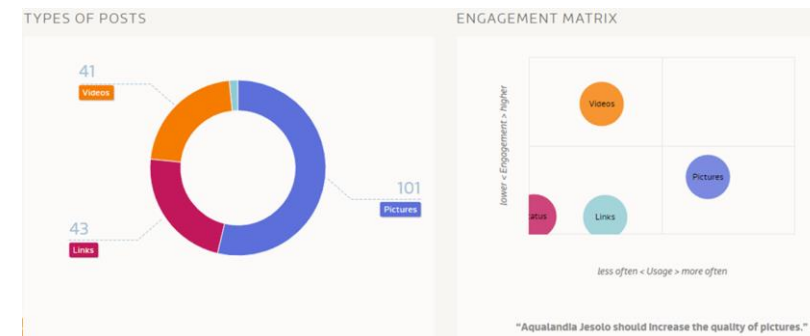 TYPES OF POSTS
41
Videos
43
Links
101
Pictures
ENGAGEMENT MATRIX
lower < Engagement > higher
Videos
Pictures
atus
Links
less often < Usage > more often
"Aqualandia Jesolo should increase the quality of pictures."